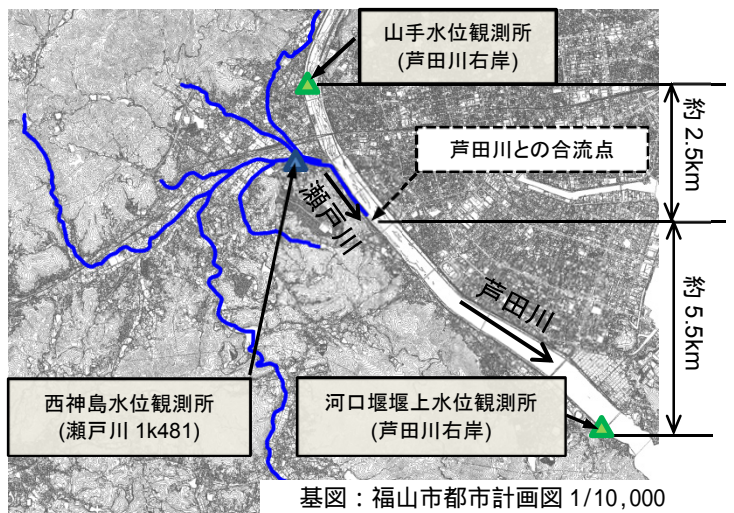 山手水位観測所
(芦田川右岸)
約 2.5km
芦田川との合流点
瀬戸川
芦田川
約 5.5km
西神島水位観測所
(瀬戸川 1k481)
河口堰堰上水位観測所
(芦田川右岸)
基図：福山市都市計画図 1/10,000